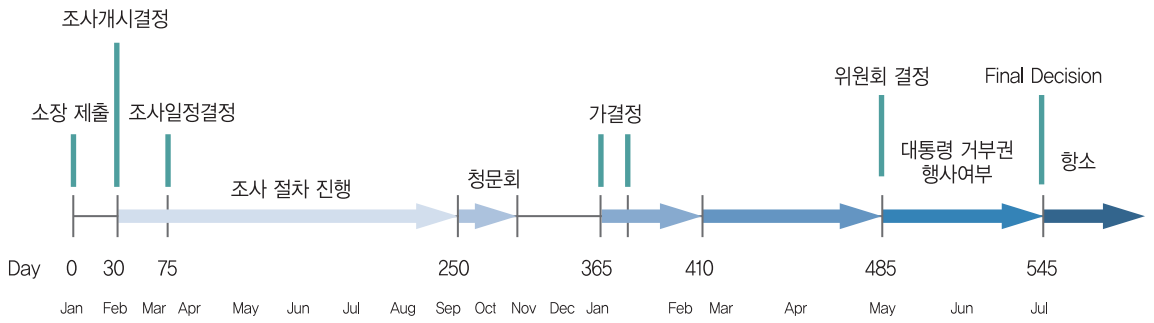 조사개시결정
소장 제출
조사일정결정
가결정
위원회 결정
Final Decision
조사 절차 진행
청문회
대통령 거부권
행사여부
항소
Day 0 30 75 250 365 410 485 545
Jan Feb Mar Apr May Jun Jul Aug Sep Oct Nov Dec Jan Feb Mar Apr May Jun Jul